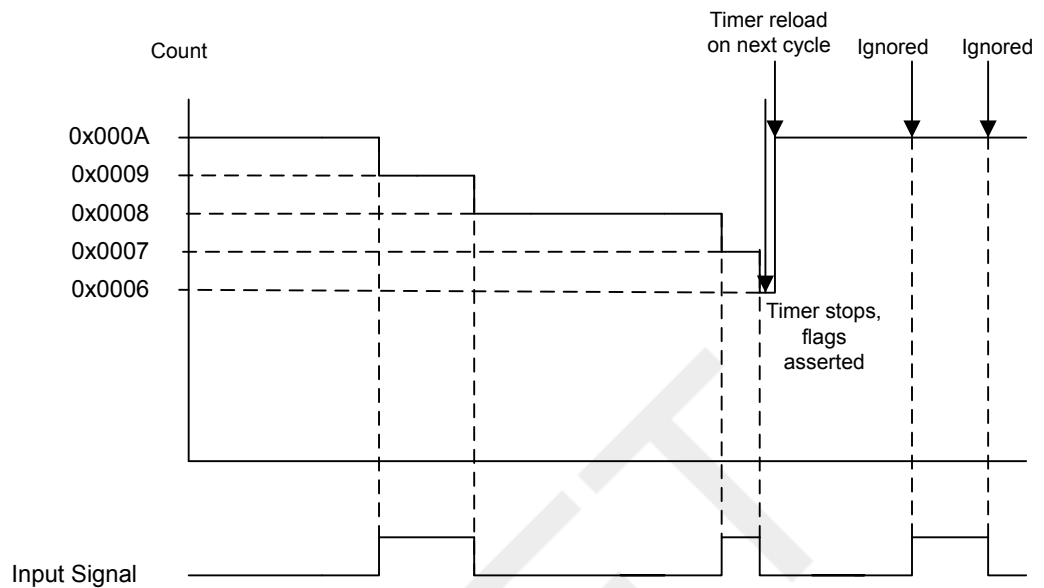 Timer reload
on next cycle
Ignored
Ignored
Count
0x000A
0x0009
0x0008
0x0007
0x0006
Timer stops,
flags
asserted
Input Signal